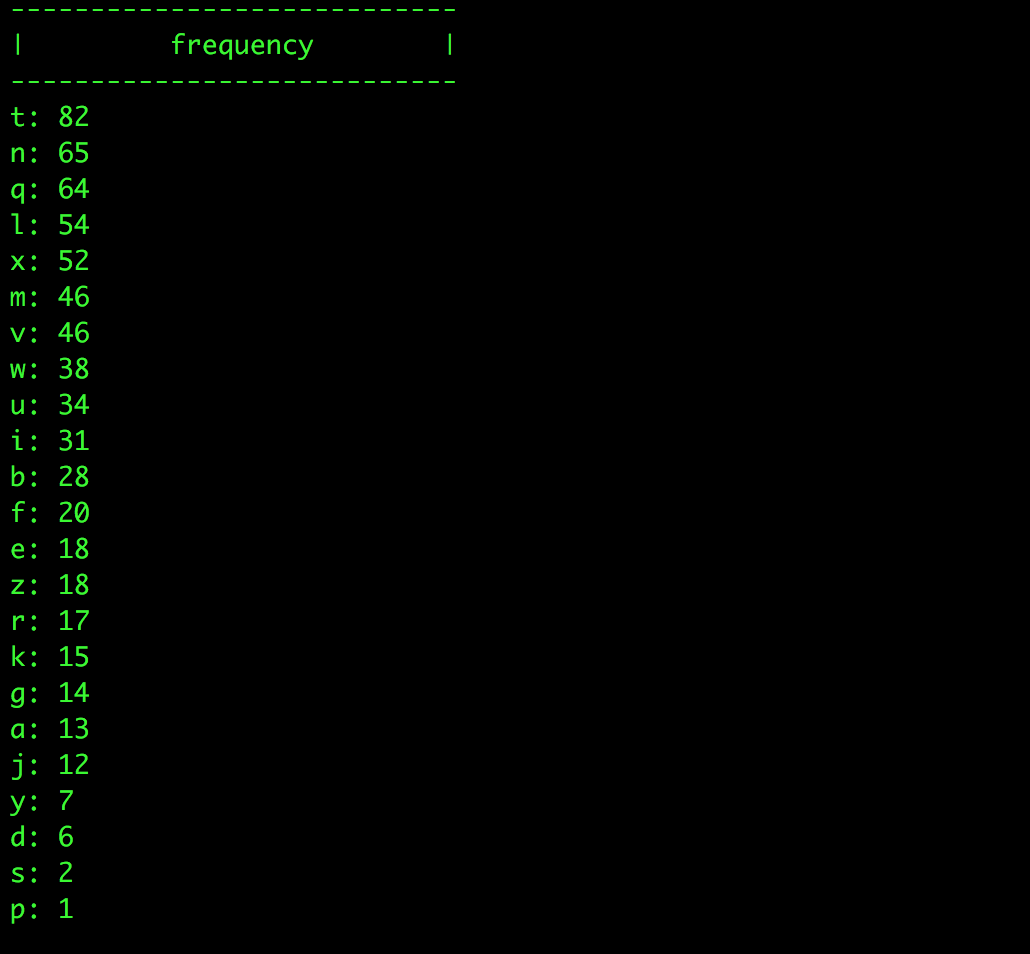 ----------------------------
|         frequency        |
----------------------------
t: 82
n: 65
q: 64
l: 54
x: 52
m: 46
v: 46
w: 38
u: 34
i: 31
b: 28
f: 20
e: 18
z: 18
r: 17
k: 15
g: 14
a: 13
j: 12
y: 7
d: 6
s: 2
p: 1